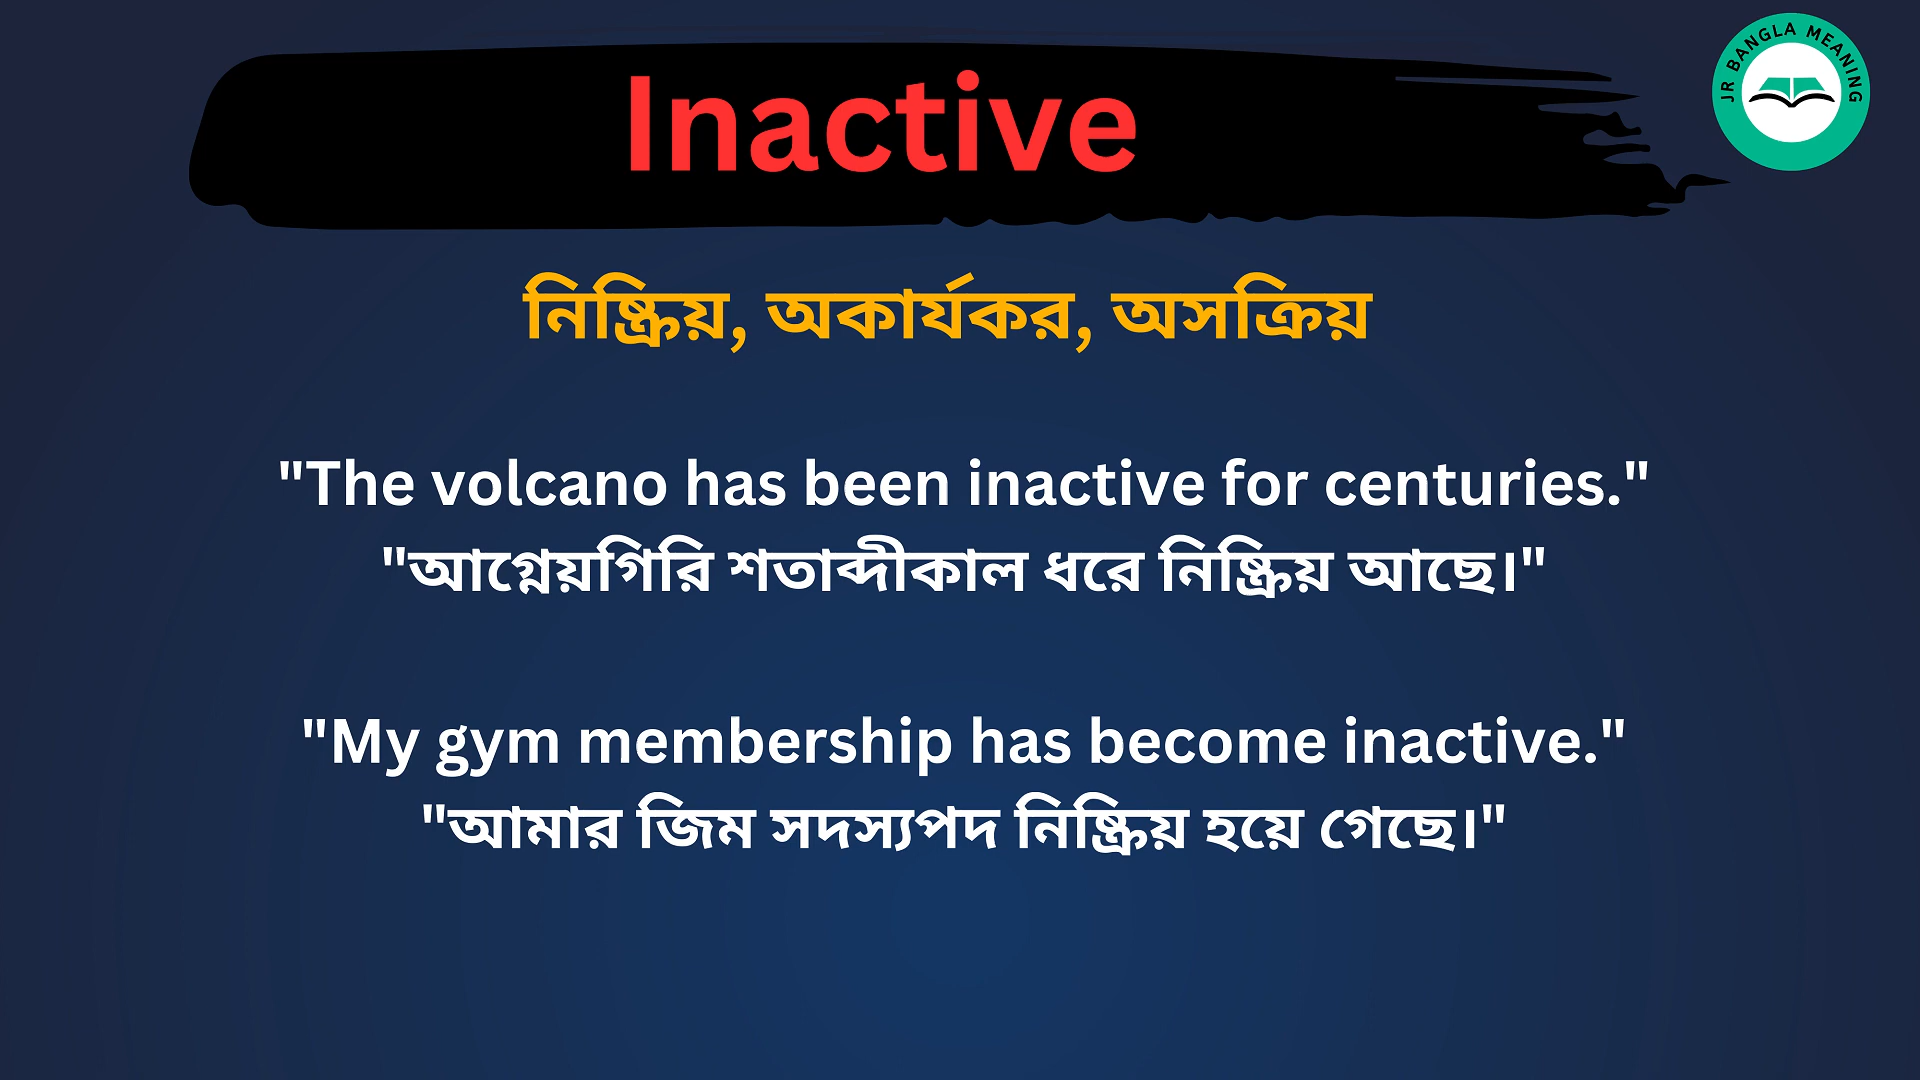 Inactive
JR BANGLA MEANING
নিষ্ক্রিয়, অকার্যকর, অসক্রিয়
"The volcano has been inactive for centuries."
"আগ্নেয়গিরি শতাব্দীকাল ধরে নিষ্ক্রিয় আছে।"
"My gym membership has become inactive."
"আমার জিম সদস্যপদ নিষ্ক্রিয় হয়ে গেছে।"